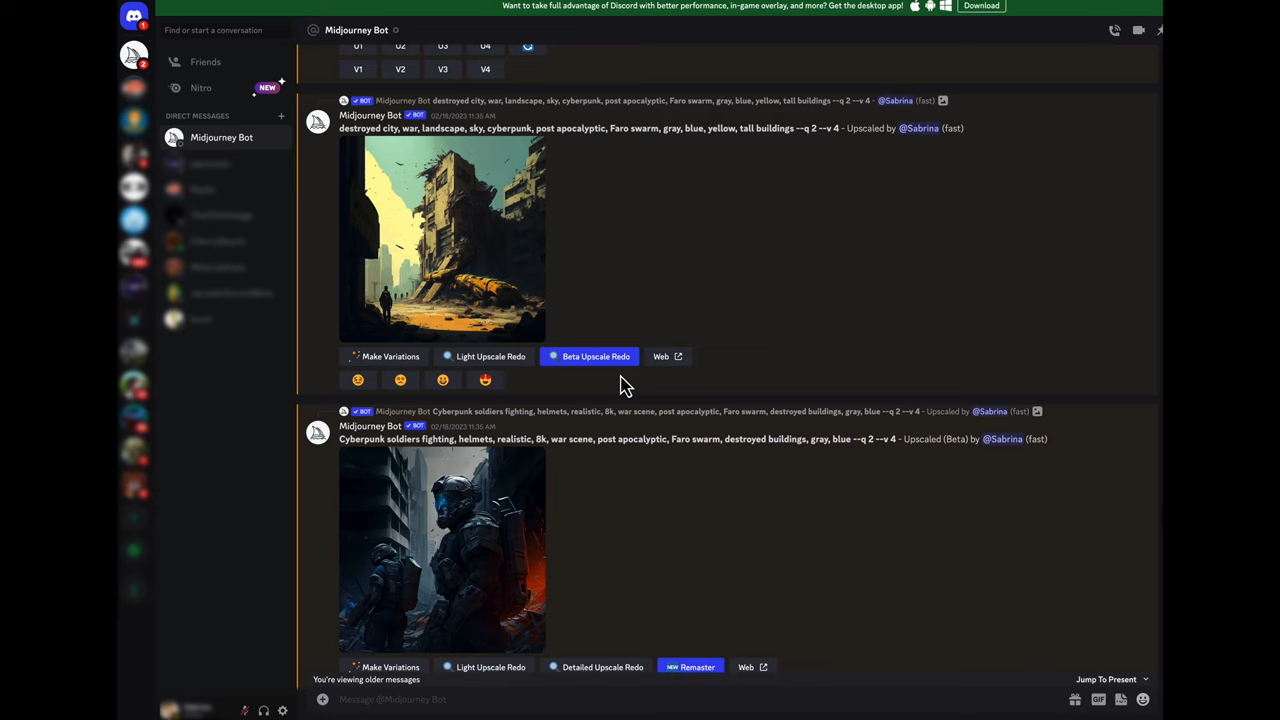 Want to take full advantage of Discord with better performance, in-game overlay, and more? Get the desktop app!
Download
1
Find or start a conversation
Midjourney Bot
2
Friends
Nitro
NEW
DIRECT MESSAGES
Midjourney Bot
U1 U2 U3 U4
V1 V2 V3 V4
BOT Midjourney Bot destroyed city, war, landscape, sky, cyberpunk, post apocalyptic, Faro swarm, gray, blue, yellow, tall buildings --q 2 --v 4 - @Sabrina (fast)
Midjourney Bot BOT 02/18/2023 11:35 AM
destroyed city, war, landscape, sky, cyberpunk, post apocalyptic, Faro swarm, gray, blue, yellow, tall buildings --q 2 --v 4 - Upscaled by @Sabrina (fast)
Make Variations Light Upscale Redo Beta Upscale Redo Web
BOT Midjourney Bot Cyberpunk soldiers fighting, helmets, realistic, 8k, war scene, post apocalyptic, Faro swarm, destroyed buildings, gray, blue --q 2 --v 4 - Upscaled by @Sabrina (fast)
Midjourney Bot BOT 02/18/2023 11:35 AM
Cyberpunk soldiers fighting, helmets, realistic, 8k, war scene, post apocalyptic, Faro swarm, destroyed buildings, gray, blue --q 2 --v 4 - Upscaled (Beta) by @Sabrina (fast)
Make Variations Light Upscale Redo Detailed Upscale Redo NEW Remaster Web
You're viewing older messages
Jump To Present
Message @Midjourney Bot
GIF